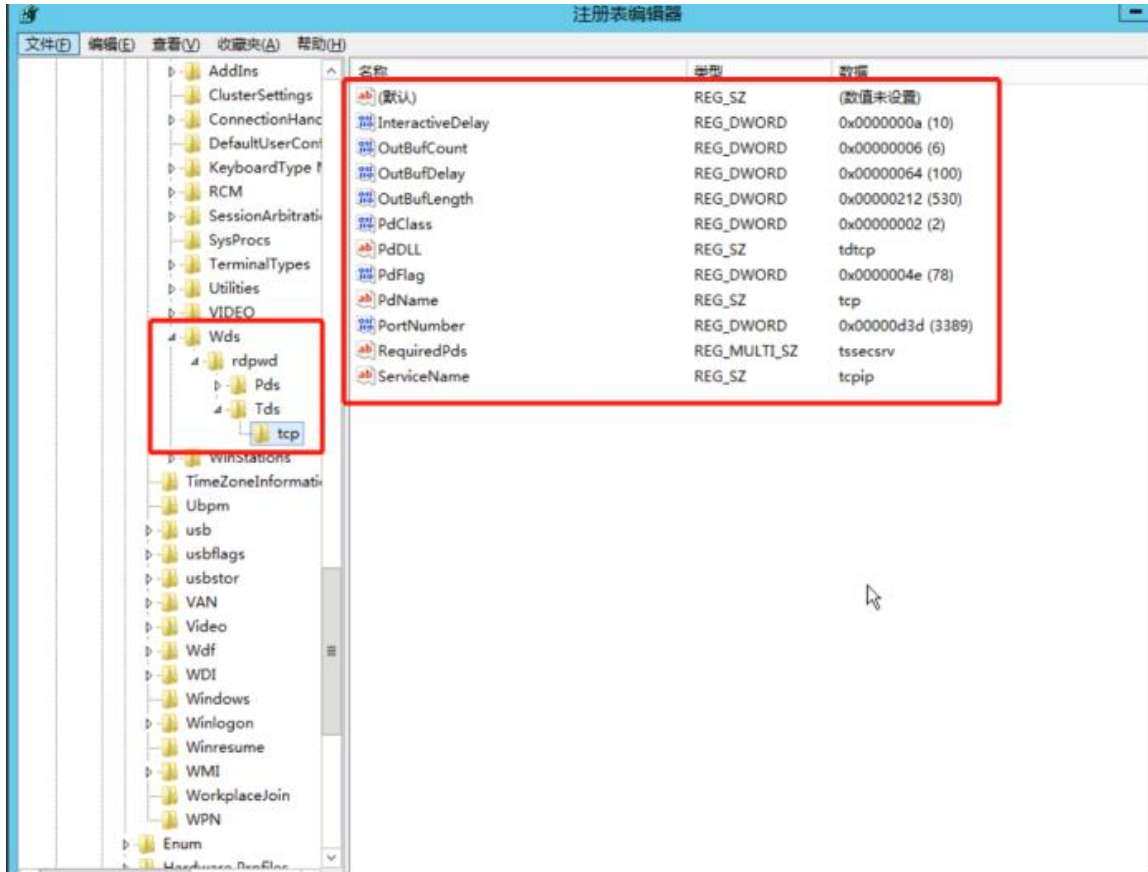 注册表编辑器
文件(F) 编辑(E) 查看(V) 收藏夹(A) 帮助(H)
AddIns
ClusterSettings
ConnectionHanc
DefaultUserConf
KeyboardType M
RCM
SessionArbitrati
SysProcs
TerminalTypes
Utilities
VIDEO
Wds
rdpwd
Pds
Tds
tcp
WinStations
TimeZoneInformati
Ubpm
usb
usbflags
usbstor
VAN
Video
Wdf
WDI
Windows
Winlogon
Winresume
WMI
WorkplaceJoin
WPN
Enum
Hardware Profiles
名称 类型 数据
(默认) REG_SZ (数值未设置)
InteractiveDelay REG_DWORD 0x0000000a (10)
OutBufCount REG_DWORD 0x00000006 (6)
OutBufDelay REG_DWORD 0x00000064 (100)
OutBufLength REG_DWORD 0x00000212 (530)
PdClass REG_DWORD 0x00000002 (2)
PdDLL REG_SZ tdtcp
PdFlag REG_DWORD 0x0000004e (78)
PdName REG_SZ tcp
PortNumber REG_DWORD 0x00000d3d (3389)
RequiredPds REG_MULTI_SZ tssecsrv
ServiceName REG_SZ tcpip